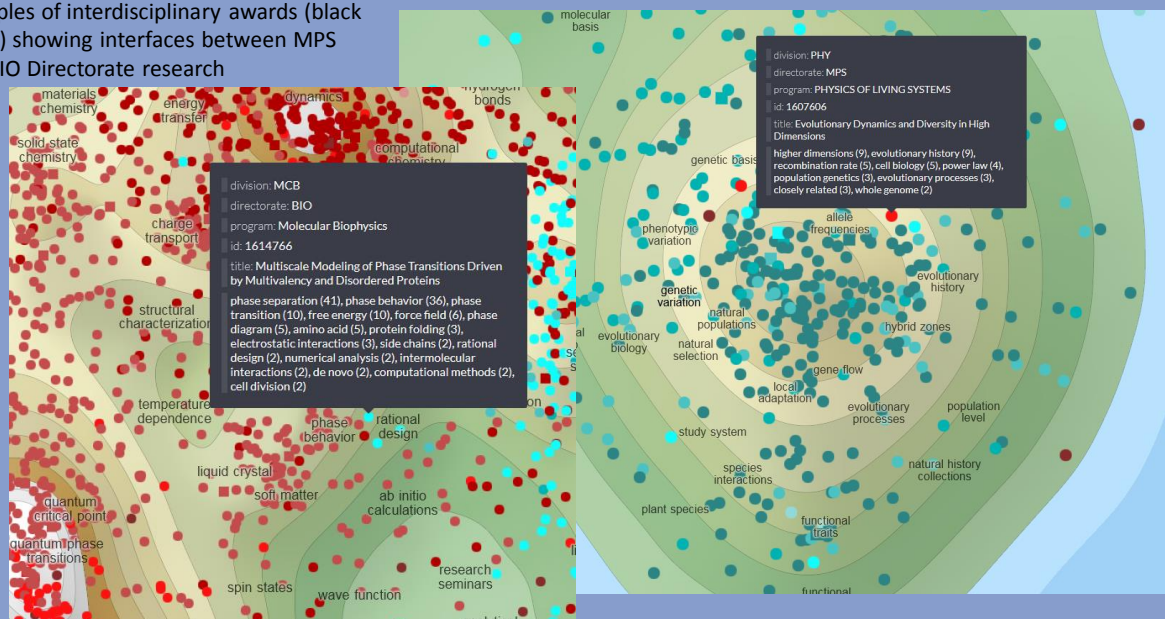 ples of interdisciplinary awards (black
) showing interfaces between MPS
IO Directorate research
materials
chemistry
energy
transfer
dynamics
hydrogen
bonds
solid state
chemistry
computational
chemistry
division: MCB
directorate: BIO
program: Molecular Biophysics
id: 1614766
title: Multiscale Modeling of Phase Transitions Driven
by Multivalency and Disordered Proteins
phase separation (41), phase behavior (36), phase
transition (10), free energy (10), force field (6), phase
diagram (5), amino acid (5), protein folding (3),
electrostatic interactions (3), side chains (2), rational
design (2), numerical analysis (2), intermolecular
interactions (2), de novo (2), computational methods (2),
cell division (2)
charge
transport
structural
characterization
temperature
dependence
phase
behavior
rational
design
liquid crystal
soft matter
ab initio
calculations
quantum
critical point
quantum phase
transitions
spin states
wave function
research
seminars
molecular
basis
division: PHY
directorate: MPS
program: PHYSICS OF LIVING SYSTEMS
id: 1607606
title: Evolutionary Dynamics and Diversity in High
Dimensions
higher dimensions (9), evolutionary history (9),
recombination rate (5), cell biology (5), power law (4),
population genetics (3), evolutionary processes (3),
closely related (3), whole genome (2)
genetic basis
allele
frequencies
phenotypic
variation
genetic
variation
evolutionary
history
natural
populations
hybrid zones
evolutionary
biology
natural
selection
gene flow
local
adaptation
evolutionary
processes
population
level
study system
species
interactions
natural history
collections
plant species
functional
traits
functional